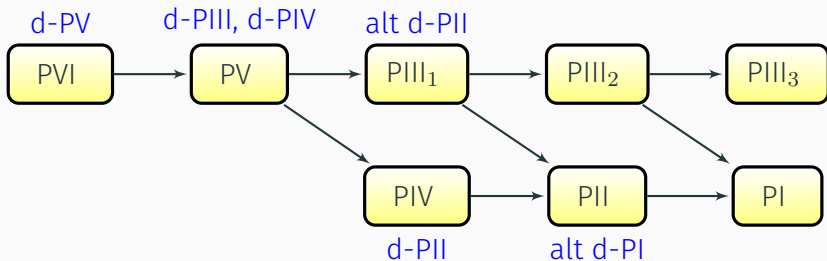 d-PV d-PIII, d-PIV alt d-PII
PVI PV PIII₁ PIII₂ PIII₃
PIV PII PI
d-PII alt d-PI